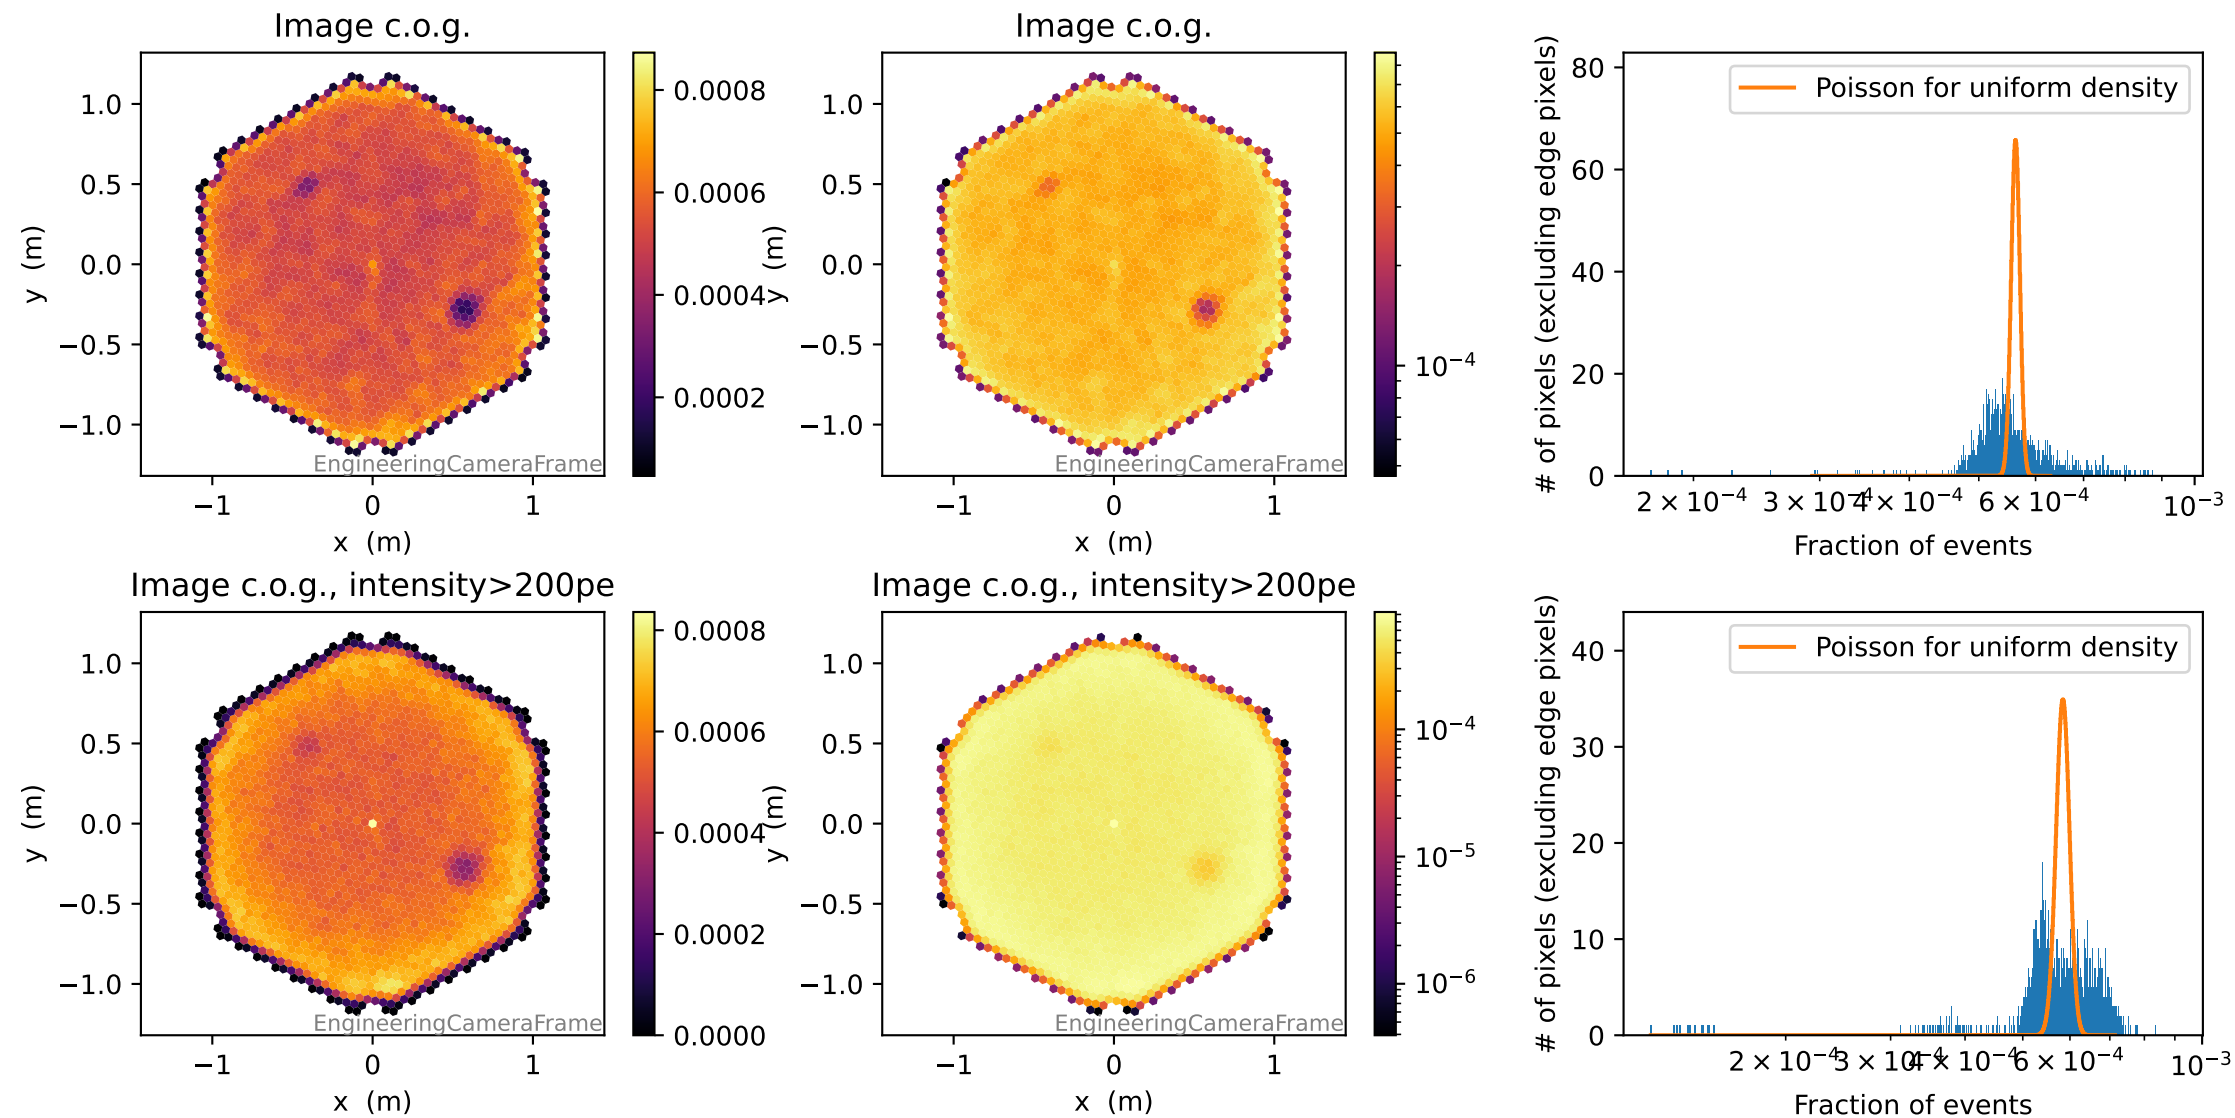 Image c.o.g.
y (m)
1.0
0.5
0.0
−0.5
−1.0
−1
0
1
x (m)
EngineeringCameraFrame
0.0008
0.0006
0.0004
0.0002
Image c.o.g.
y (m)
1.0
0.5
0.0
−0.5
−1.0
−1
0
1
x (m)
EngineeringCameraFrame
10⁻⁴
# of pixels (excluding edge pixels)
80
60
40
20
0
Poisson for uniform density
2 × 10⁻⁴
3 × 10⁻⁴
4 × 10⁻⁴
6 × 10⁻⁴
10⁻³
Fraction of events
Image c.o.g., intensity>200pe
y (m)
1.0
0.5
0.0
−0.5
−1.0
−1
0
1
x (m)
EngineeringCameraFrame
0.0008
0.0006
0.0004
0.0002
0.0000
Image c.o.g., intensity>200pe
y (m)
1.0
0.5
0.0
−0.5
−1.0
−1
0
1
x (m)
EngineeringCameraFrame
10⁻⁴
10⁻⁵
10⁻⁶
# of pixels (excluding edge pixels)
40
30
20
10
0
Poisson for uniform density
2 × 10⁻⁴
3 × 10⁻⁴
4 × 10⁻⁴
6 × 10⁻⁴
10⁻³
Fraction of events